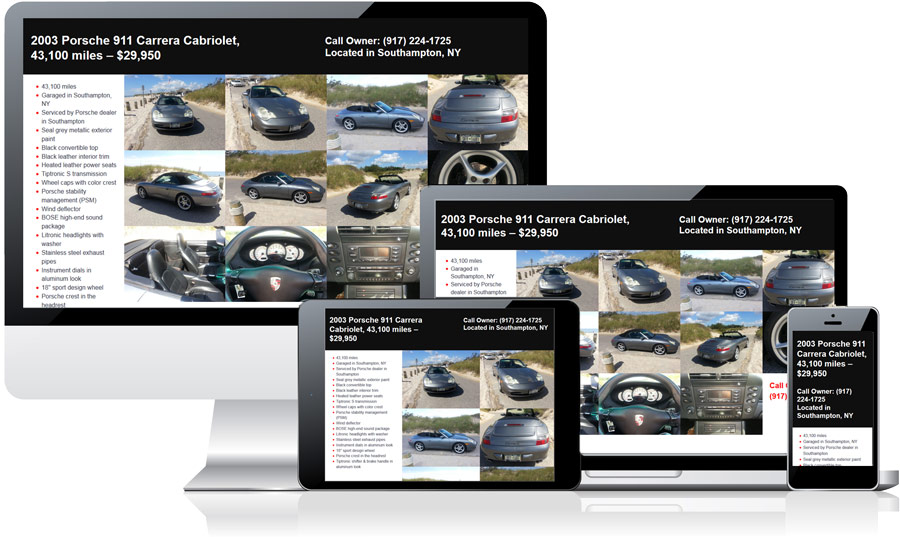 2003 Porsche 911 Carrera Cabriolet,
43,100 miles – $29,950
Call Owner: (917) 224-1725
Located in Southampton, NY
43,100 miles
Garaged in Southampton,
NY
Serviced by Porsche dealer
in Southampton
Seal grey metallic exterior
paint
Black convertible top
Black leather interior trim
Heated leather power seats
Tiptronic S transmission
Wheel caps with color crest
Porsche stability
management (PSM)
Wind deflector
BOSE high-end sound
package
Litronic headlights with
washer
Stainless steel exhaust
pipes
Instrument dials in
aluminum look
18" sport design wheel
Porsche crest in the
headrest
2003 Porsche 911 Carrera Cabriolet,
43,100 miles – $29,950
Call Owner: (917) 224-1725
Located in Southampton, NY
43,100 miles
Garaged in
Southampton, NY
Serviced by Porsche
dealer in Southampton
Call
(917)
2003 Porsche 911 Carrera
Cabriolet, 43,100 miles –
$29,950
Call Owner: (917) 224-1725
Located in Southampton, NY
43,100 miles
Garaged in Southampton, NY
Serviced by Porsche dealer in
Southampton
Seal grey metallic exterior paint
Black convertible top
Black leather interior trim
Heated leather power seats
Tiptronic S transmission
Wheel caps with color crest
Porsche stability management
(PSM)
Wind deflector
BOSE high-end sound package
Litronic headlights with washer
Stainless steel exhaust pipes
Instrument dials in aluminum look
18" sport design wheel
Porsche crest in the headrest
Tiptronic shifter & brake handle in
aluminum look
2003 Porsche 911
Carrera Cabriolet,
43,100 miles –
$29,950
Call Owner: (917)
224-1725
Located in
Southampton, NY
43,100 miles
Garaged in Southampton, NY
Serviced by Porsche dealer in
Southampton
Seal grey metallic exterior paint
Black convertible top